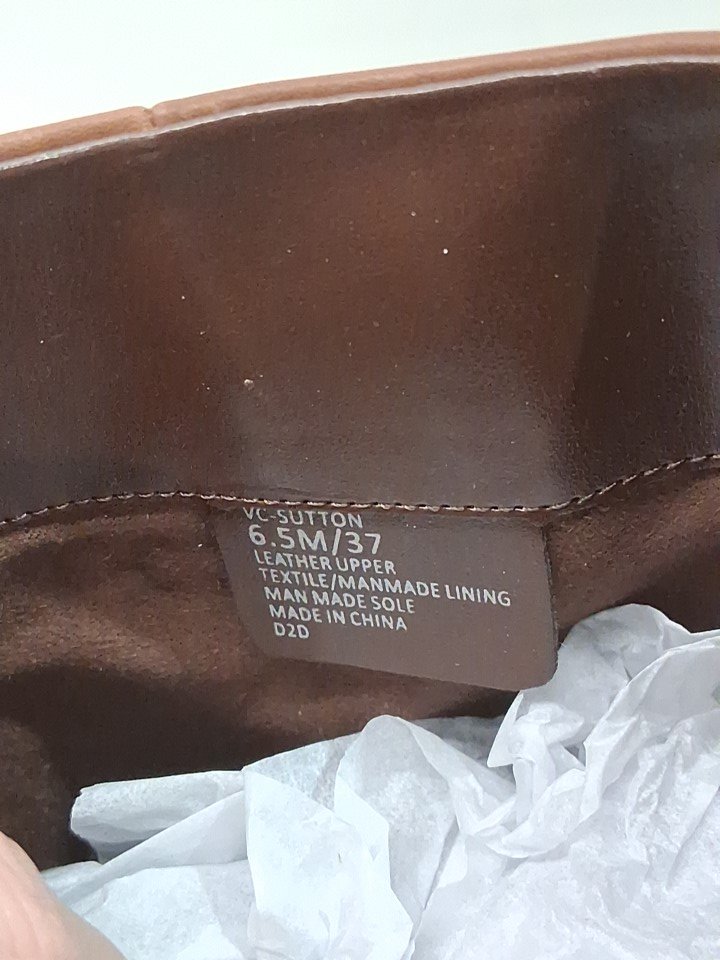 VC-SUTTON
6.5M/37
LEATHER UPPER
TEXTILE/MANMADE LINING
MAN MADE SOLE
MADE IN CHINA
D2D